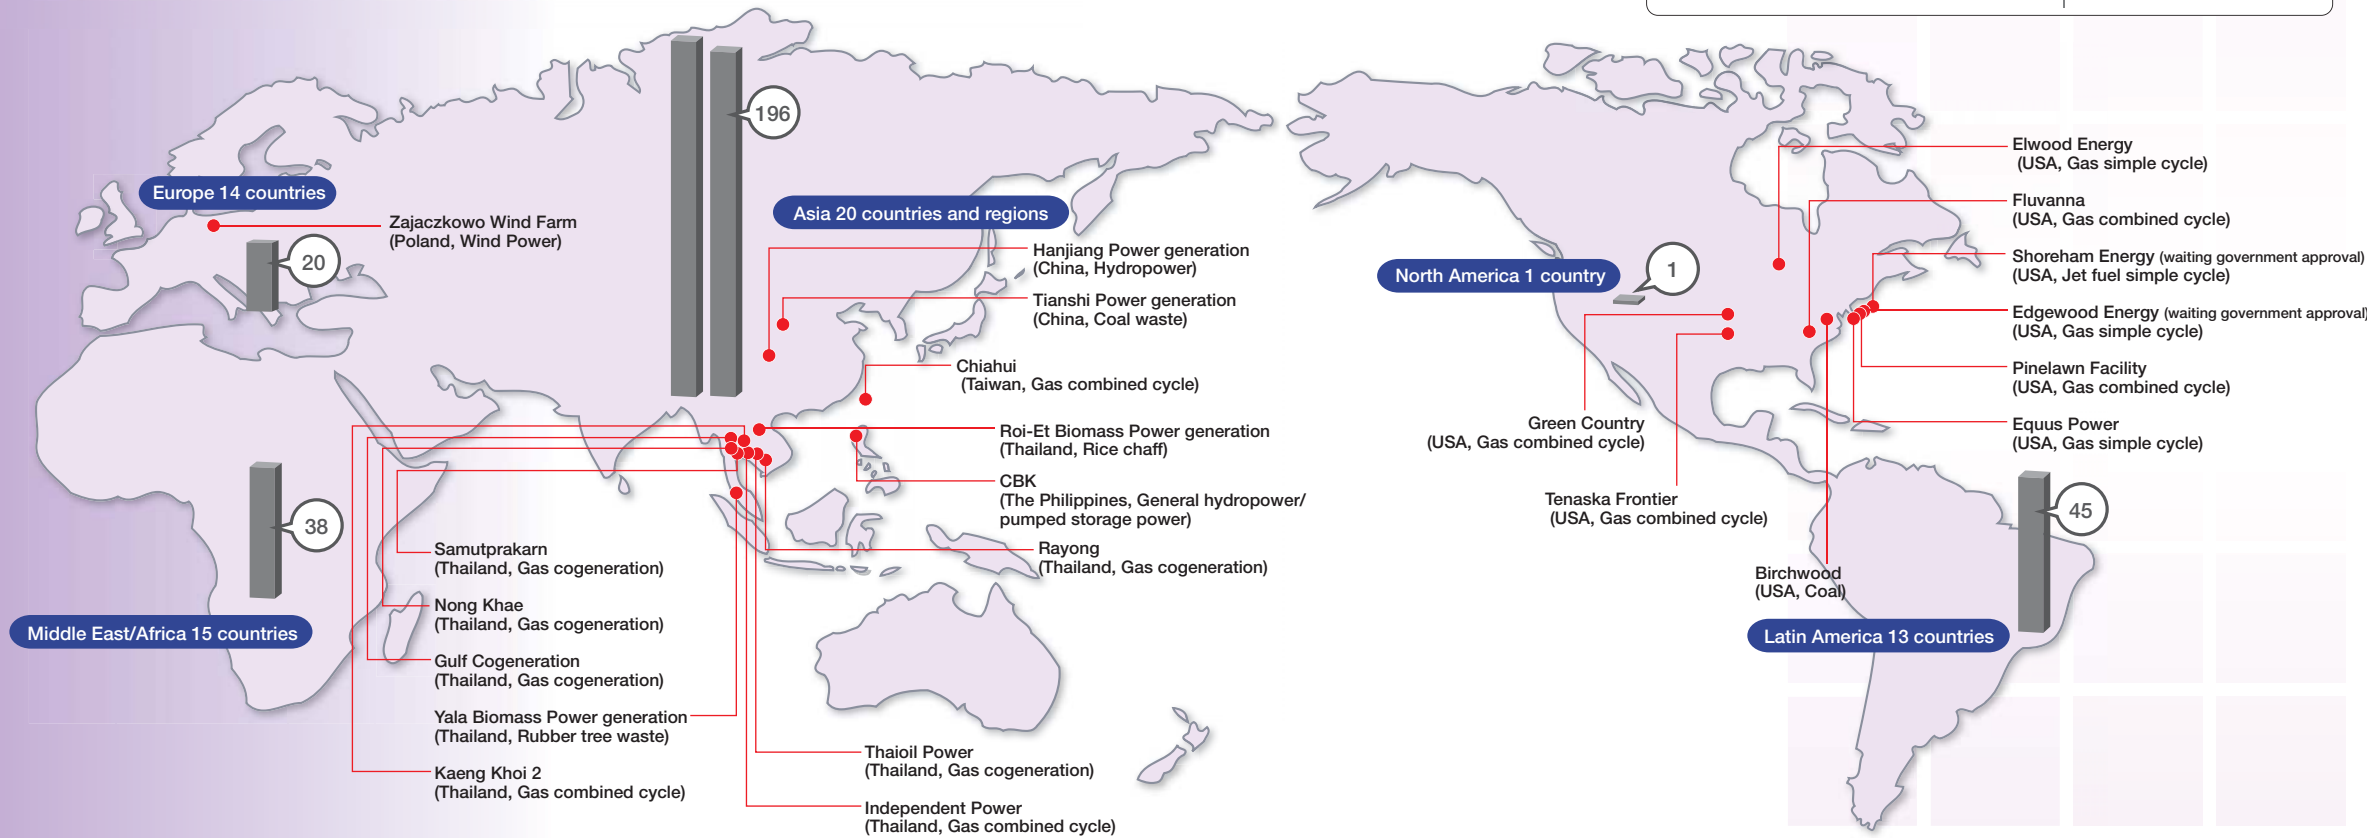 196
Europe 14 countries
Zajaczkowo Wind Farm
(Poland, Wind Power)
20
Asia 20 countries and regions
Hanjiang Power generation
(China, Hydropower)
Tianshi Power generation
(China, Coal waste)
Chiahui
(Taiwan, Gas combined cycle)
Roi-Et Biomass Power generation
(Thailand, Rice chaff)
CBK
(The Philippines, General hydropower/
pumped storage power)
Rayong
(Thailand, Gas cogeneration)
38
Middle East/Africa 15 countries
Samutprakarn
(Thailand, Gas cogeneration)
Nong Khae
(Thailand, Gas cogeneration)
Gulf Cogeneration
(Thailand, Gas cogeneration)
Yala Biomass Power generation
(Thailand, Rubber tree waste)
Kaeng Khoi 2
(Thailand, Gas combined cycle)
Thaioil Power
(Thailand, Gas cogeneration)
Independent Power
(Thailand, Gas combined cycle)
North America 1 country
1
Elwood Energy
(USA, Gas simple cycle)
Fluvanna
(USA, Gas combined cycle)
Shoreham Energy (waiting government approval)
(USA, Jet fuel simple cycle)
Edgewood Energy (waiting government approval)
(USA, Gas simple cycle)
Pinelawn Facility
(USA, Gas combined cycle)
Equus Power
(USA, Gas simple cycle)
Green Country
(USA, Gas combined cycle)
Tenaska Frontier
(USA, Gas combined cycle)
Birchwood
(USA, Coal)
45
Latin America 13 countries